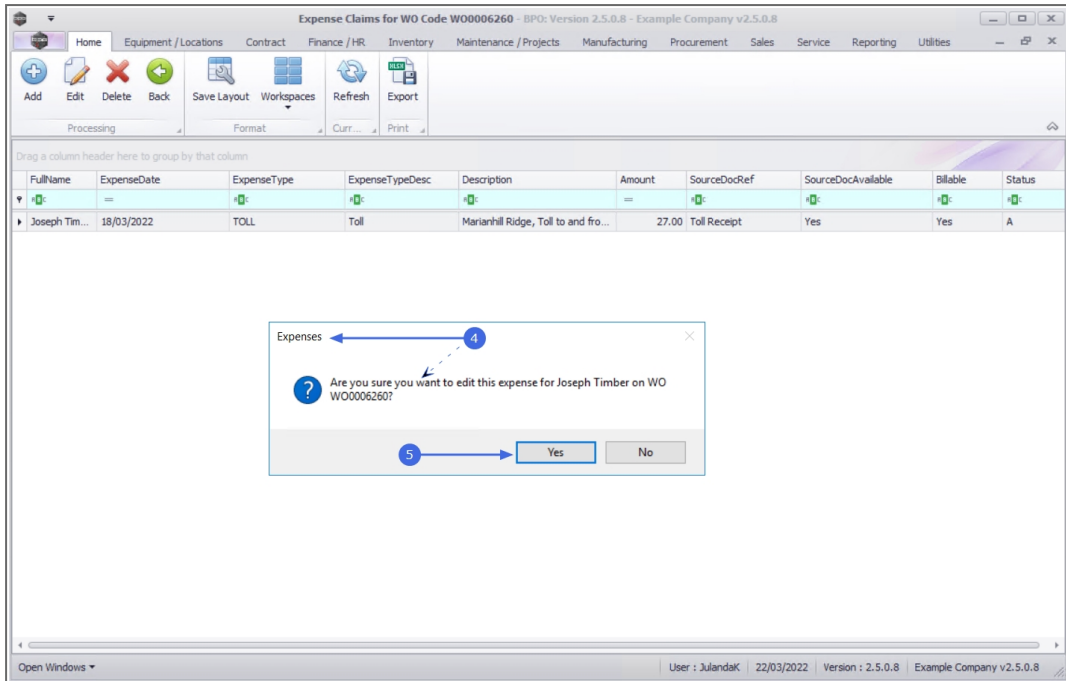 Expense Claims for WO Code WO0006260 - BPO: Version 2.5.0.8 - Example Company v2.5.0.8
Home Equipment / Locations Contract Finance / HR Inventory Maintenance / Projects Manufacturing Procurement Sales Service Reporting Utilities
Add Edit Delete Back Save Layout Workspaces Refresh Export
Processing Format Curr... Print
Drag a column header here to group by that column
FullName ExpenseDate ExpenseType ExpenseTypeDesc Description Amount SourceDocRef SourceDocAvailable Billable Status
Joseph Tim... 18/03/2022 TOLL Toll Marianhill Ridge, Toll to and fro... 27.00 Toll Receipt Yes Yes A
Expenses 4
Are you sure you want to edit this expense for Joseph Timber on WO
WO0006260?
5 Yes No
Open Windows User : JulandaK 22/03/2022 Version : 2.5.0.8 Example Company v2.5.0.8